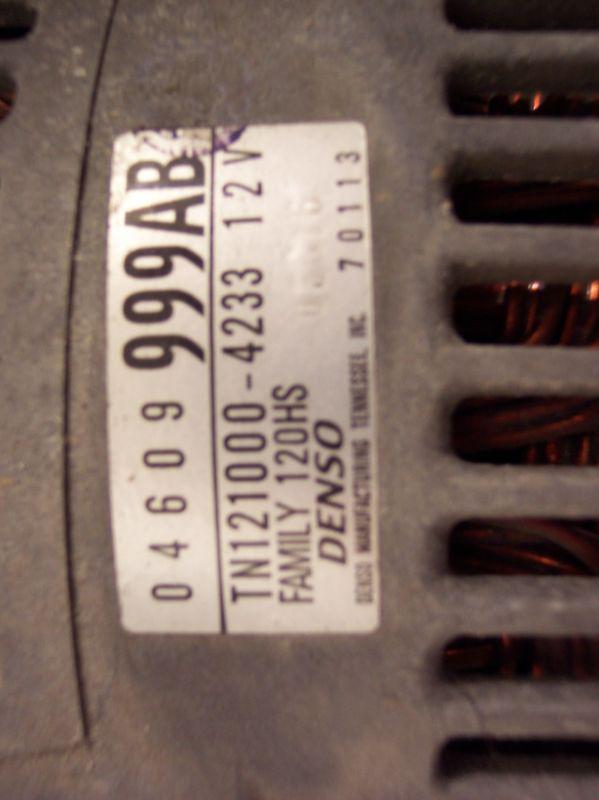 04609 999AB
TN121000-4233 12V
FAMILY 120HS
DENSO
DENSO MANUFACTURING TENNESSEE, INC. 70113